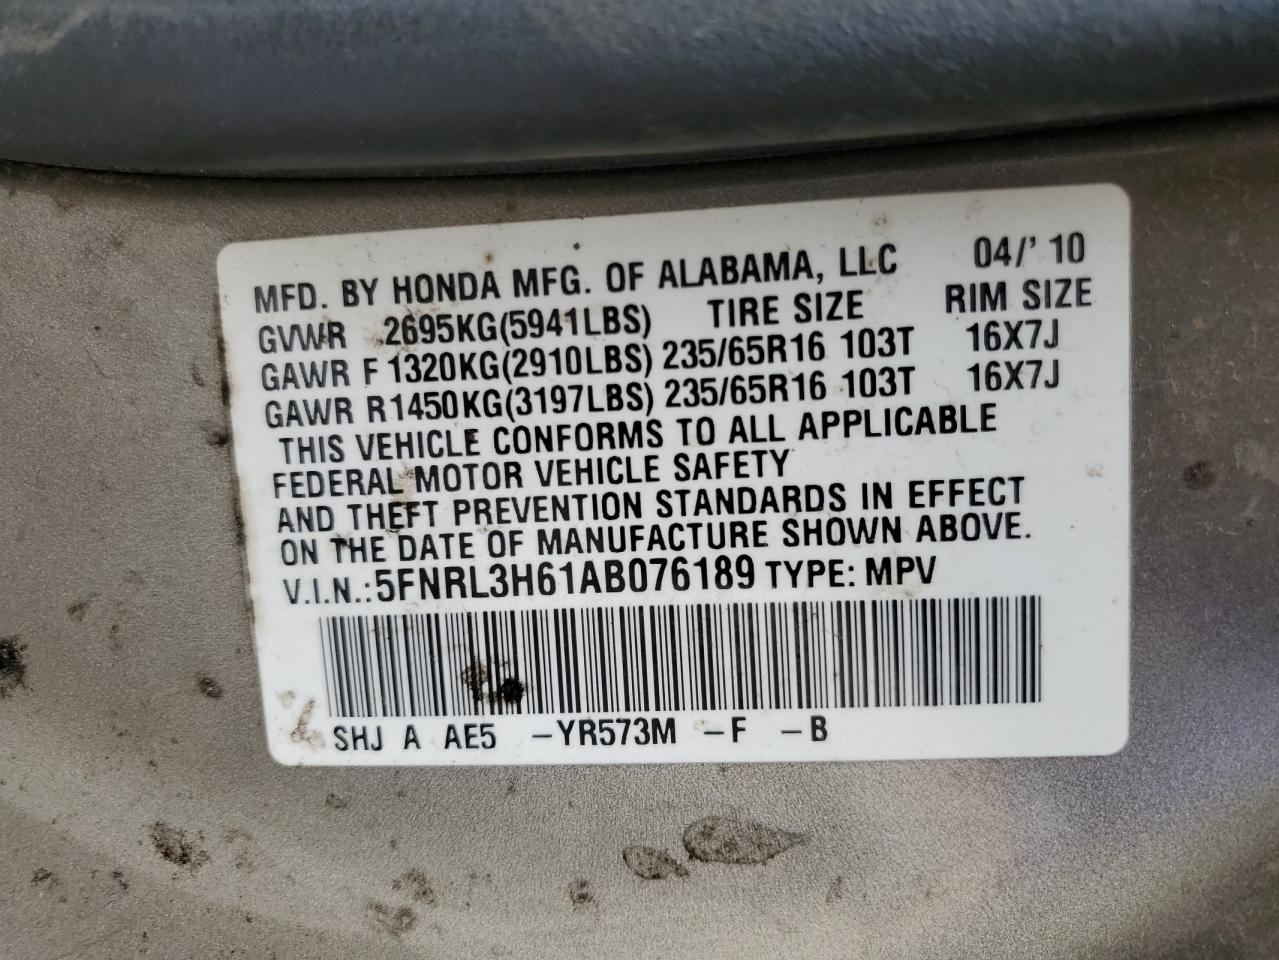 MFD. BY HONDA MFG. OF ALABAMA, LLC 04/' 10
GVWR 2695KG(5941LBS) TIRE SIZE RIM SIZE
GAWR F 1320KG(2910LBS) 235/65R16 103T 16X7J
GAWR R1450KG(3197LBS) 235/65R16 103T 16X7J
THIS VEHICLE CONFORMS TO ALL APPLICABLE
FEDERAL MOTOR VEHICLE SAFETY
AND THEFT PREVENTION STANDARDS IN EFFECT
ON THE DATE OF MANUFACTURE SHOWN ABOVE.
V.I.N.: 5FNRL3H61AB076189 TYPE: MPV
SHJ A AE5 -YR573M -F -B